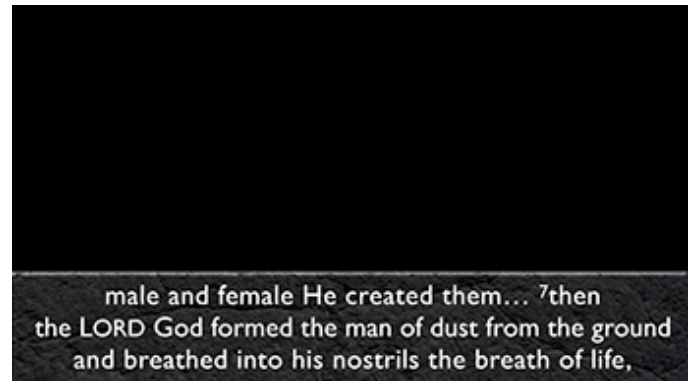 male and female He created them… ⁷then
the LORD God formed the man of dust from the ground
and breathed into his nostrils the breath of life,